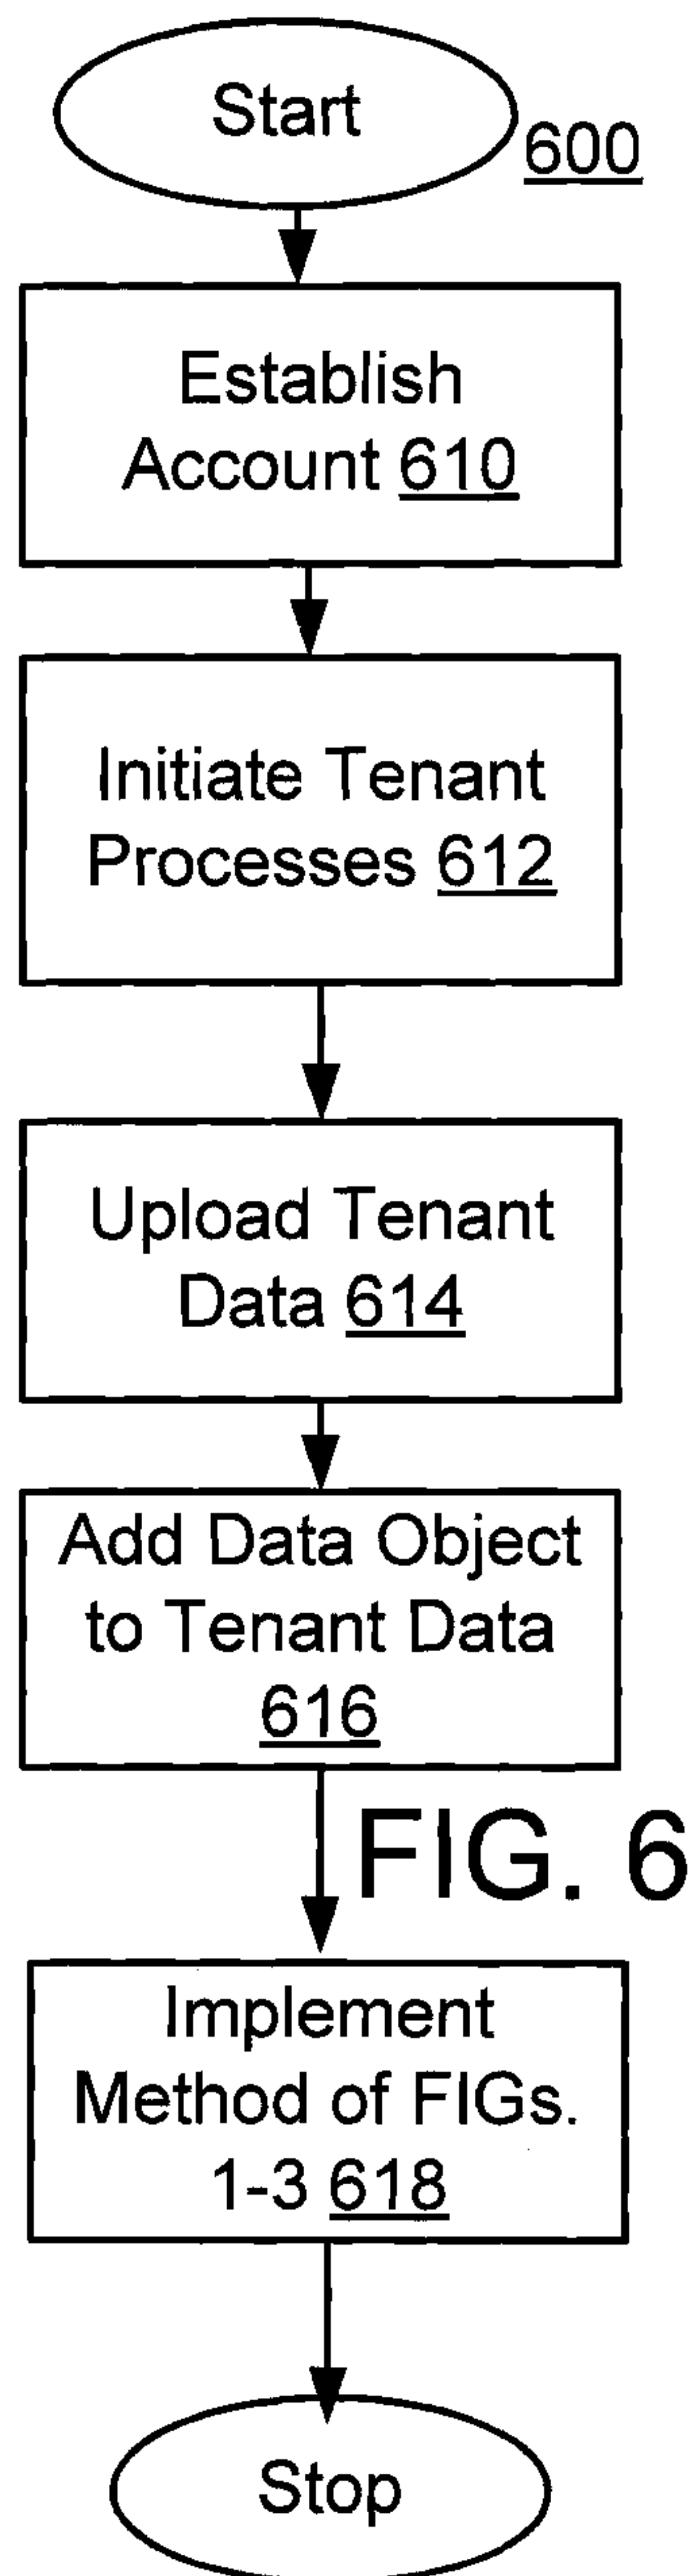 Start
600
Establish
Account 610
Initiate Tenant
Processes 612
Upload Tenant
Data 614
Add Data Object
to Tenant Data
616
FIG. 6
Implement
Method of FIGs.
1-3 618
Stop